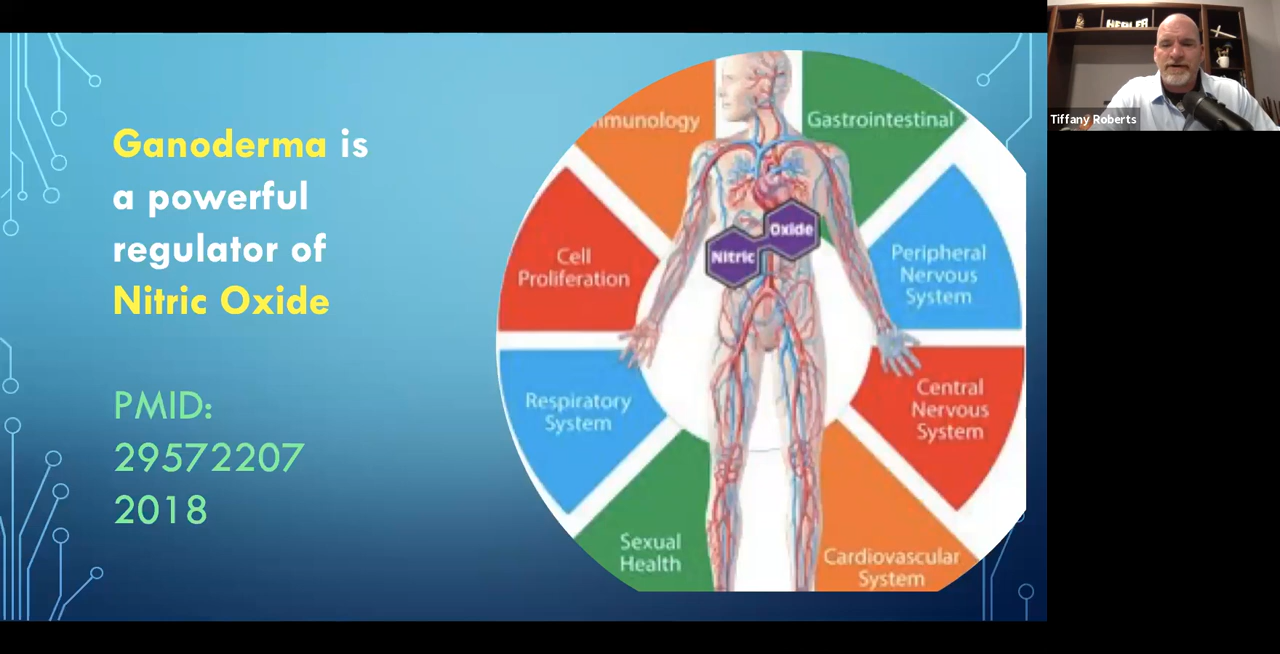 Ganoderma is
a powerful
regulator of
Nitric Oxide
PMID:
29572207
2018
mmunology
Gastrointestinal
Cell
Proliferation
Oxide
Nitric
Peripheral
Nervous
System
Respiratory
System
Central
Nervous
System
Sexual
Health
Cardiovascular
System
HEALER
Tiffany Roberts